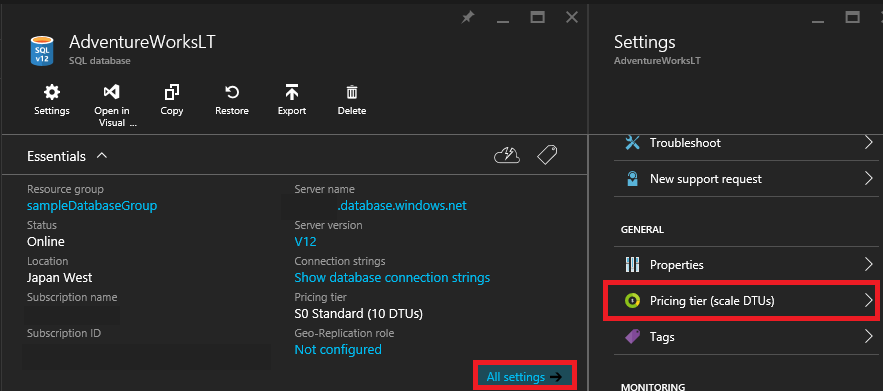 SQL
v12
AdventureWorksLT
SQL database
Settings
Open in
Visual ...
Copy
Restore
Export
Delete
Essentials
Resource group
sampleDatabaseGroup
Status
Online
Location
Japan West
Subscription name
Subscription ID
Server name
.database.windows.net
Server version
V12
Connection strings
Show database connection strings
Pricing tier
S0 Standard (10 DTUs)
Geo-Replication role
Not configured
All settings
Settings
AdventureWorksLT
Troubleshoot
New support request
GENERAL
Properties
Pricing tier (scale DTUs)
Tags
MONITORING